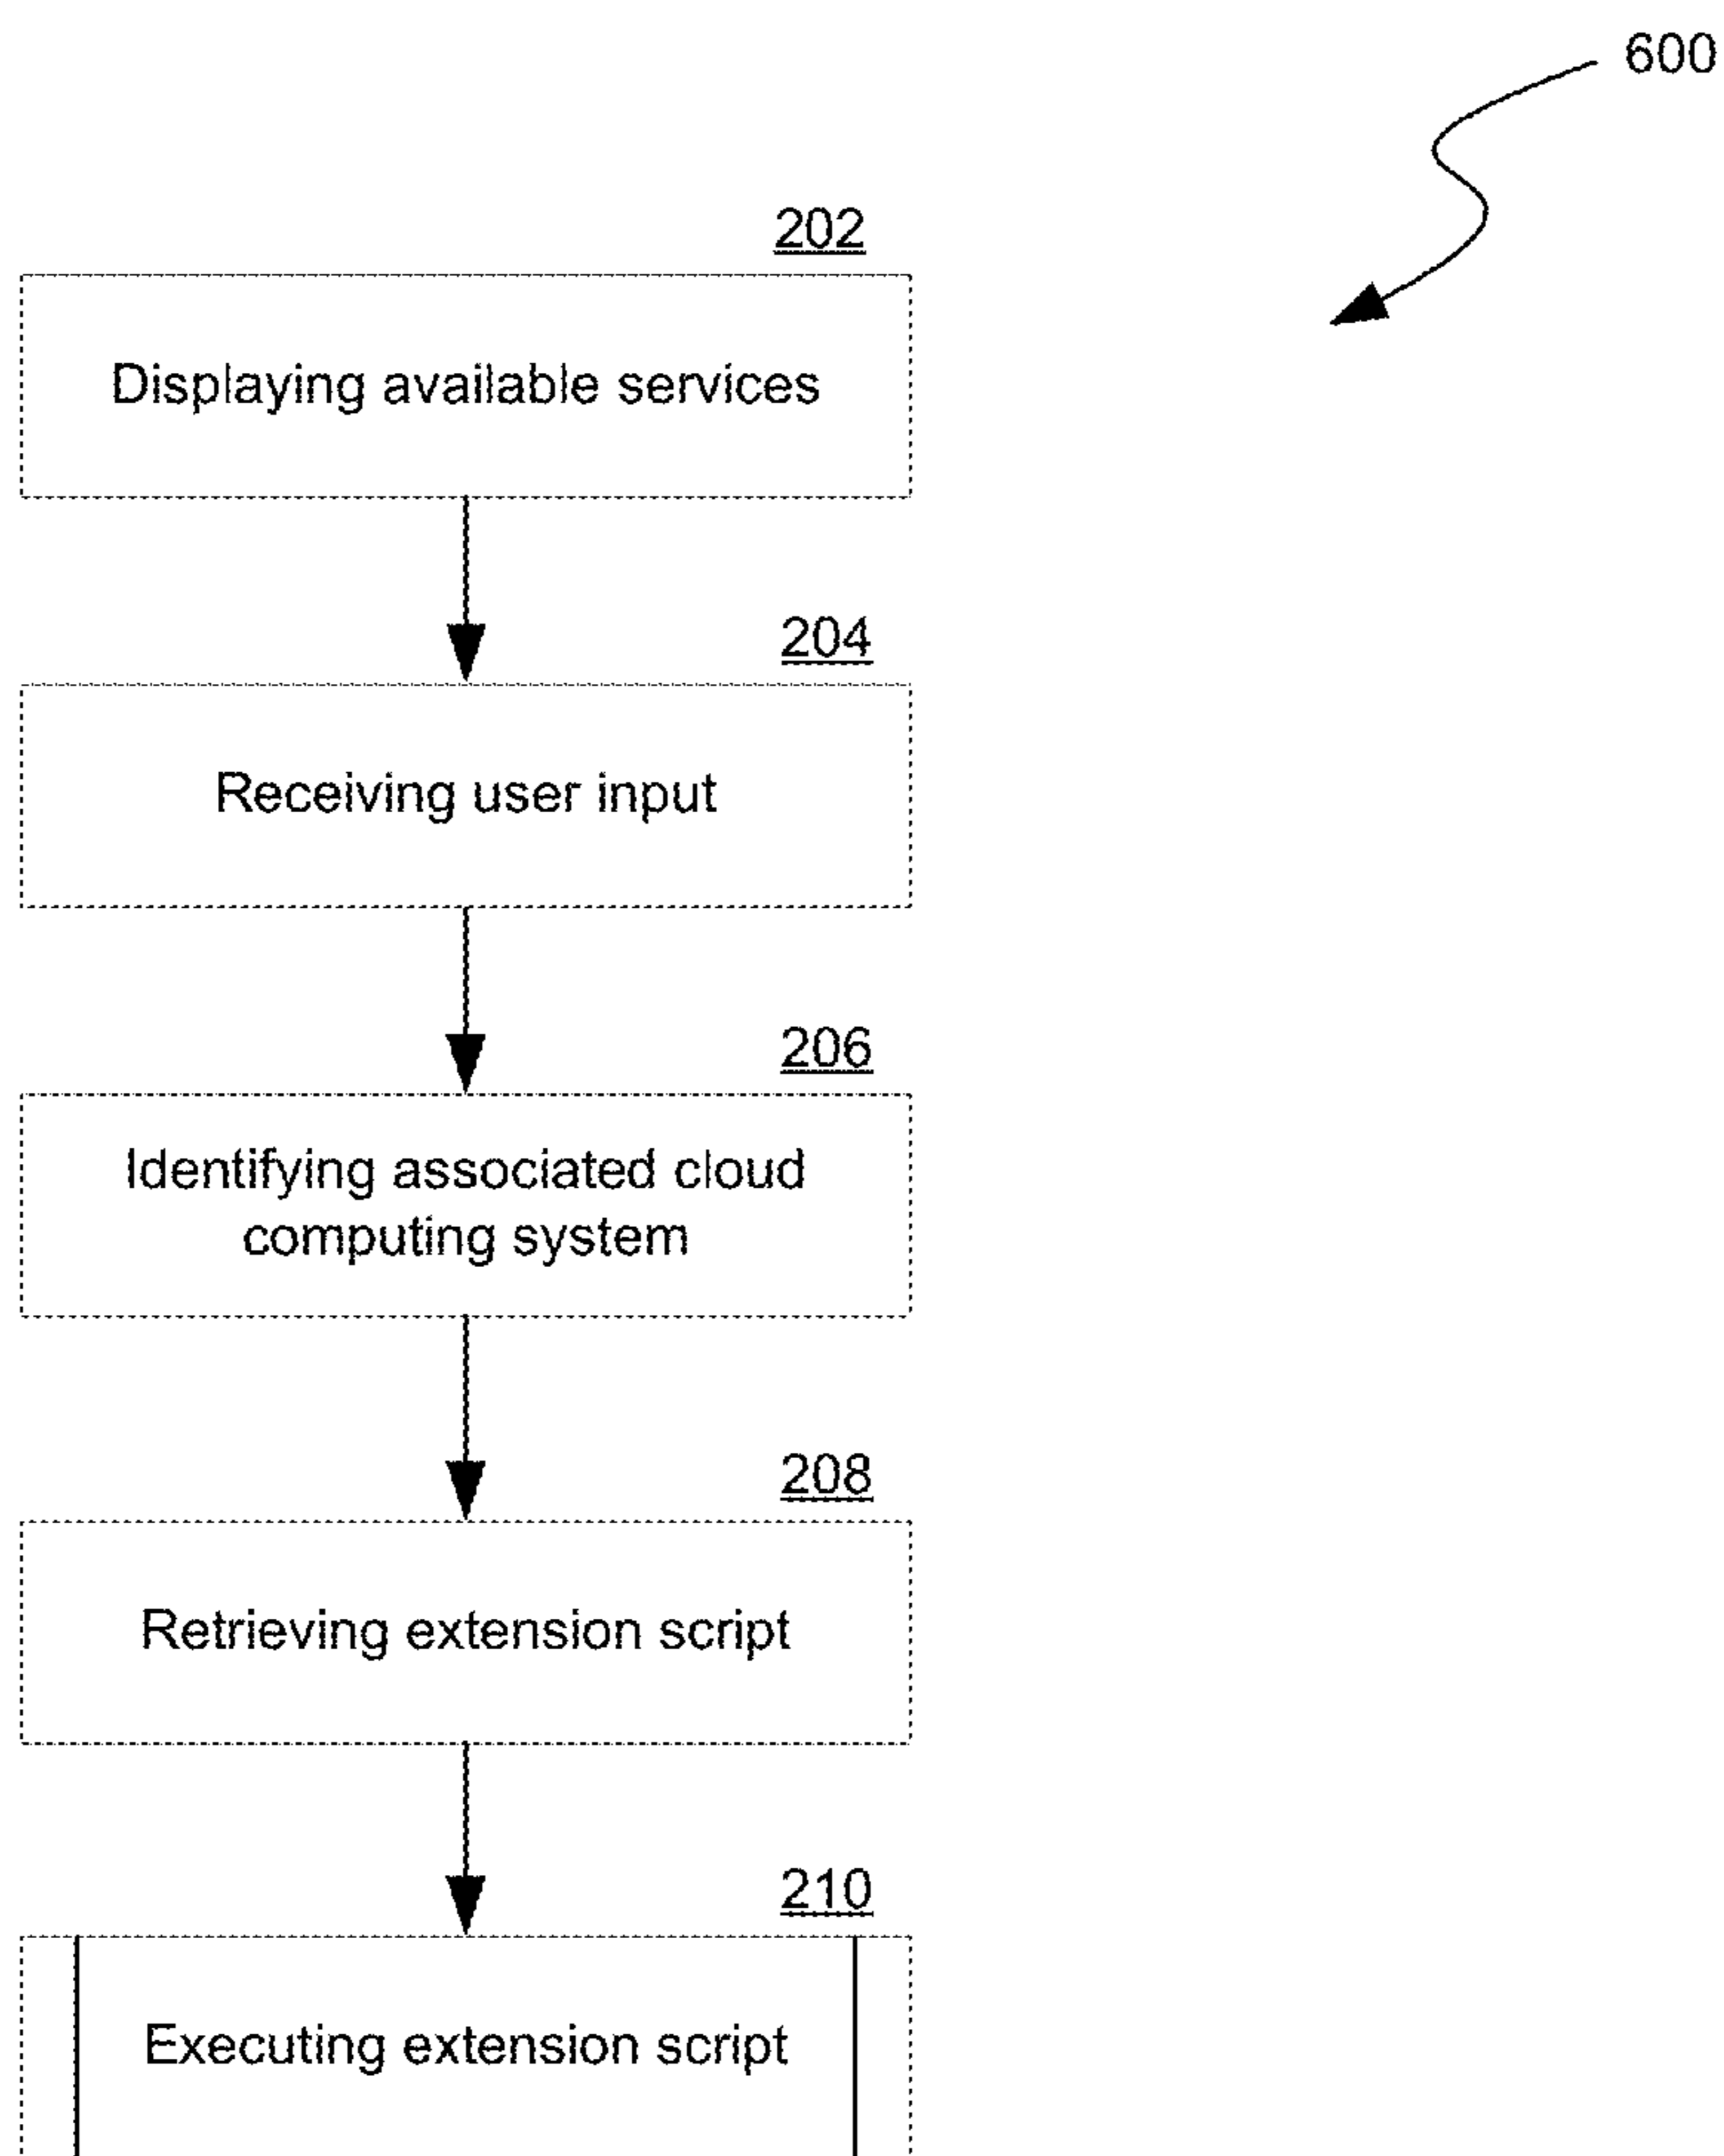 600
202
Displaying available services
204
Receiving user input
206
Identifying associated cloud
computing system
208
Retrieving extension script
210
Executing extension script